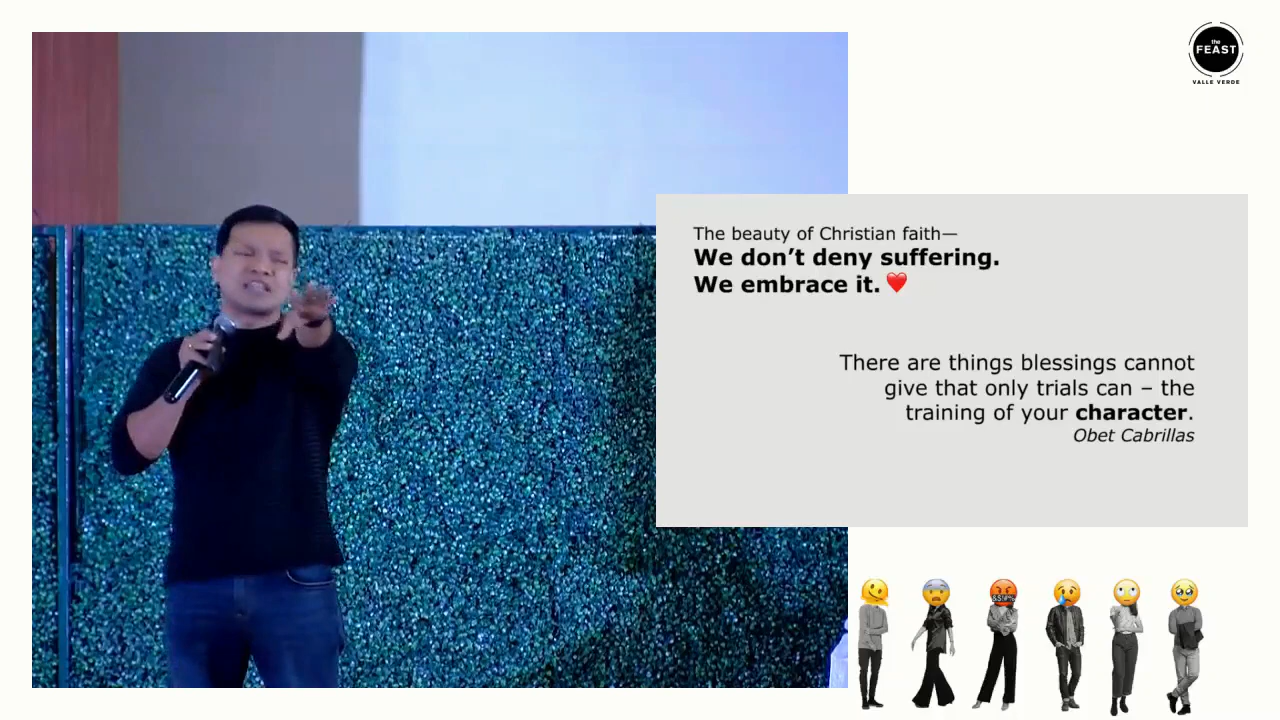 the
FEAST
VALLE VERDE
The beauty of Christian faith—
We don’t deny suffering.
We embrace it. ❤️
There are things blessings cannot
give that only trials can – the
training of your character.
Obet Cabrillas
&$!#%